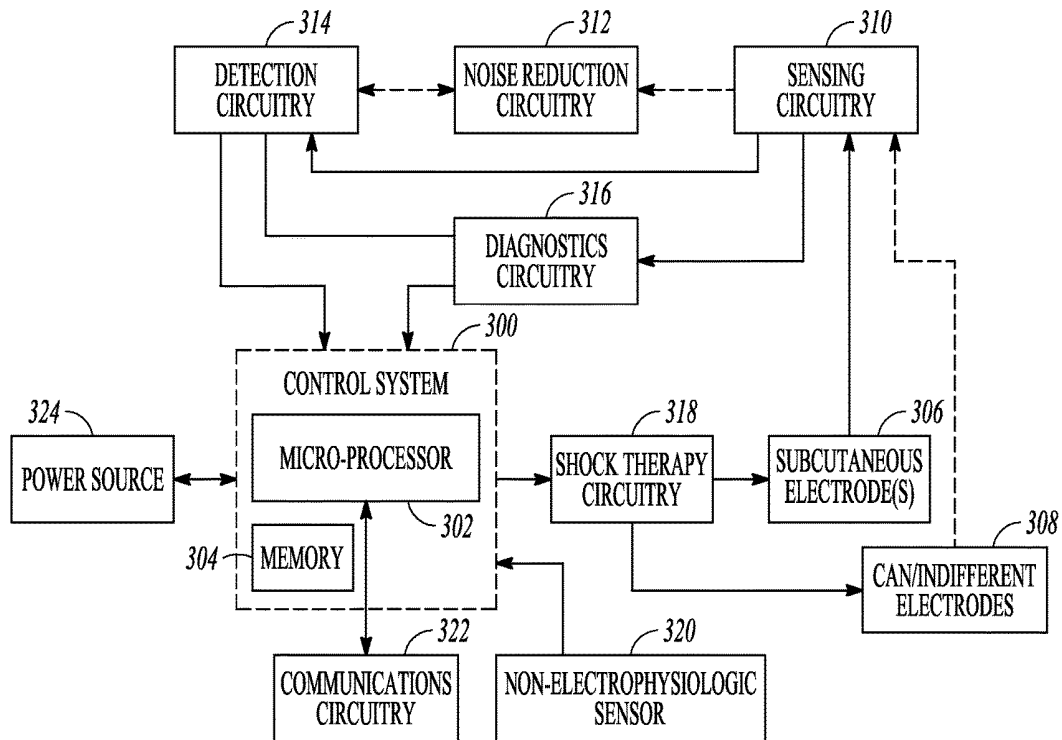 314
312
310
DETECTION
CIRCUITRY
NOISE REDUCTION
CIRCUITRY
SENSING
CIRCUITRY
316
DIAGNOSTICS
CIRCUITRY
300
CONTROL SYSTEM
324
POWER SOURCE
MICRO-PROCESSOR
302
304
MEMORY
318
SHOCK THERAPY
CIRCUITRY
306
SUBCUTANEOUS
ELECTRODE(S)
308
CAN/INDIFFERENT
ELECTRODES
322
COMMUNICATIONS
CIRCUITRY
320
NON-ELECTROPHYSIOLOGIC
SENSOR